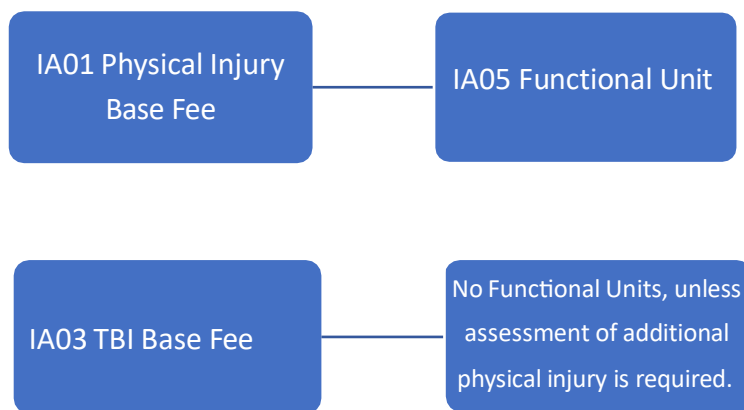 IA01 Physical Injury
Base Fee
IA05 Functional Unit
IA03 TBI Base Fee
No Functional Units, unless
assessment of additional
physical injury is required.